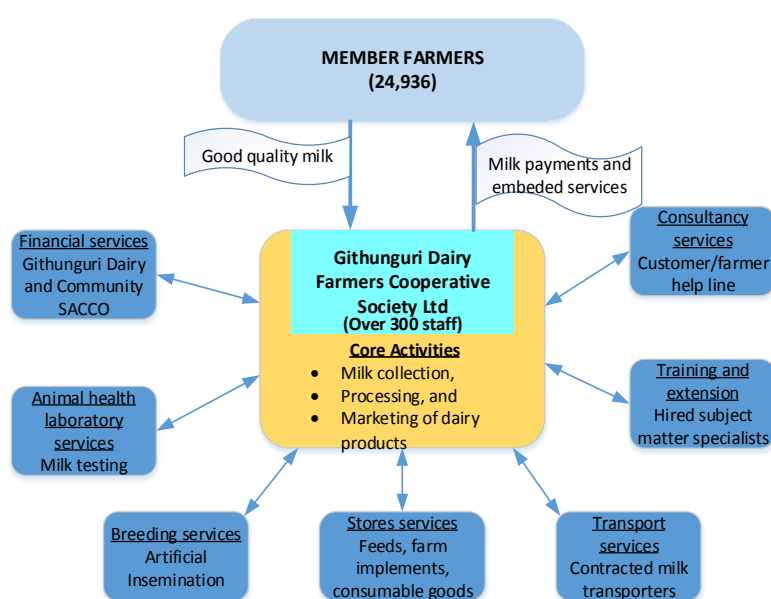 MEMBER FARMERS
(24,936)
Good quality milk
Milk payments and
embeded services
Githunguri Dairy
Farmers Cooperative
Society Ltd
(Over 300 staff)
Core Activities
• Milk collection,
• Processing, and
• Marketing of dairy
products
Financial services
Githunguri Dairy
and Community
SACCO
Consultancy
services
Customer/farmer
help line
Animal health
laboratory
services
Milk testing
Training and
extension
Hired subject
matter specialists
Breeding services
Artificial
Insemination
Stores services
Feeds, farm
implements,
consumable goods
Transport
services
Contracted milk
transporters